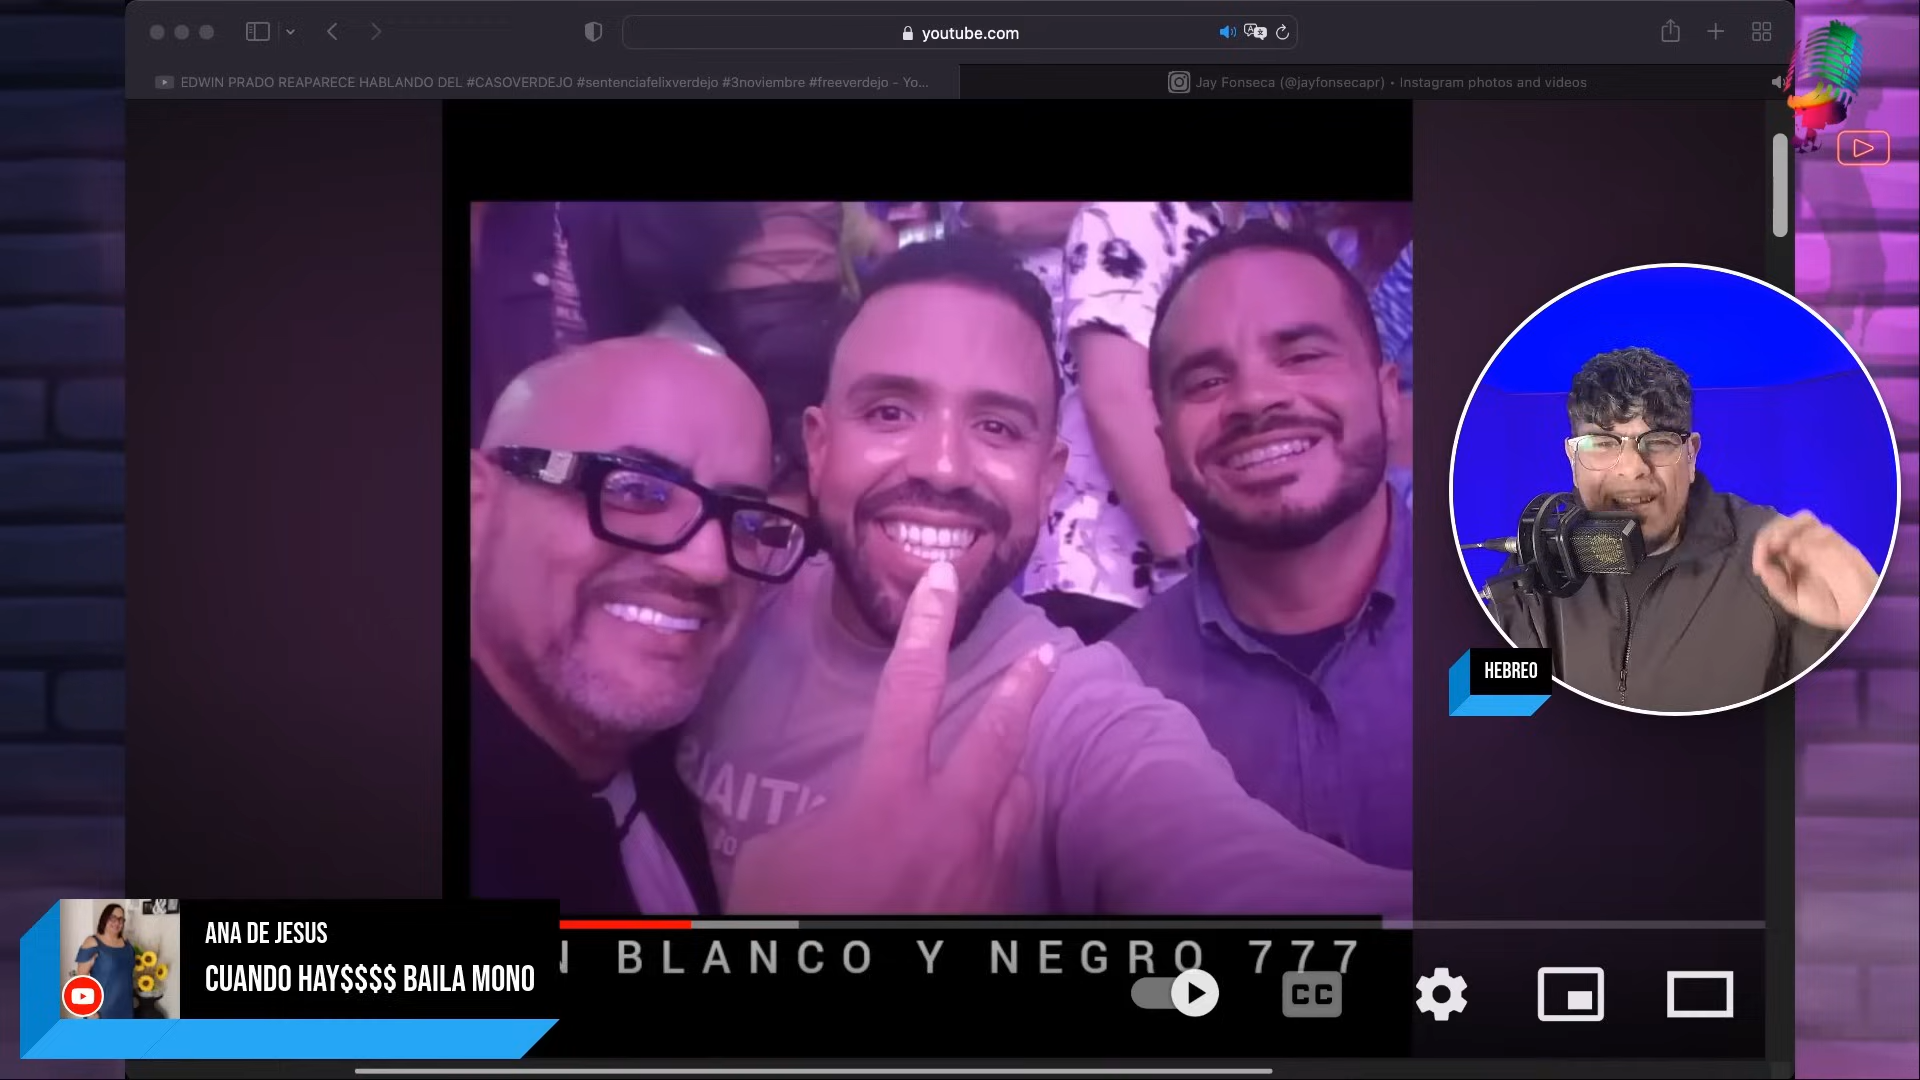 youtube.com
EDWIN PRADO REAPARECE HABLANDO DEL #CASOVERDEJO #sentenciafelixverdejo #3noviembre #freeverdejo - Yo...
Jay Fonseca (@jayfonsecapr) • Instagram photos and videos
HEBREO
ANA DE JESUS
CUANDO HAY$$$$ BAILA MONO
N BLANCO Y NEGRO 777
CC